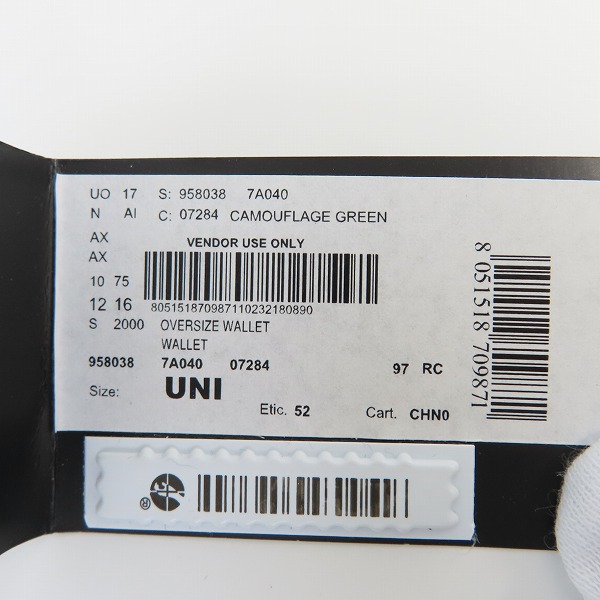 UO 17 S: 958038 7A040
N AI C: 07284 CAMOUFLAGE GREEN
AX VENDOR USE ONLY
AX
10 75
12 16 805151870987110232180890
S 2000 OVERSIZE WALLET
WALLET
958038 7A040 07284 97 RC
Size: UNI
Etic. 52 Cart. CHN0
8 051518 709871
®